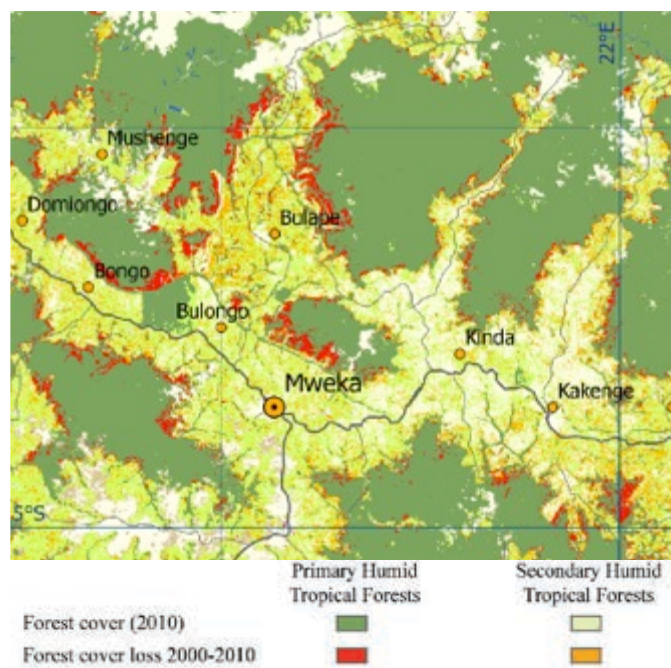 22°E
Mushenge
Domiongo
Bulape
Bongo
Bulongo
Kinda
Mweka
Kakenge
5°S
Primary Humid Secondary Humid
Tropical Forests Tropical Forests
Forest cover (2010)
Forest cover loss 2000-2010